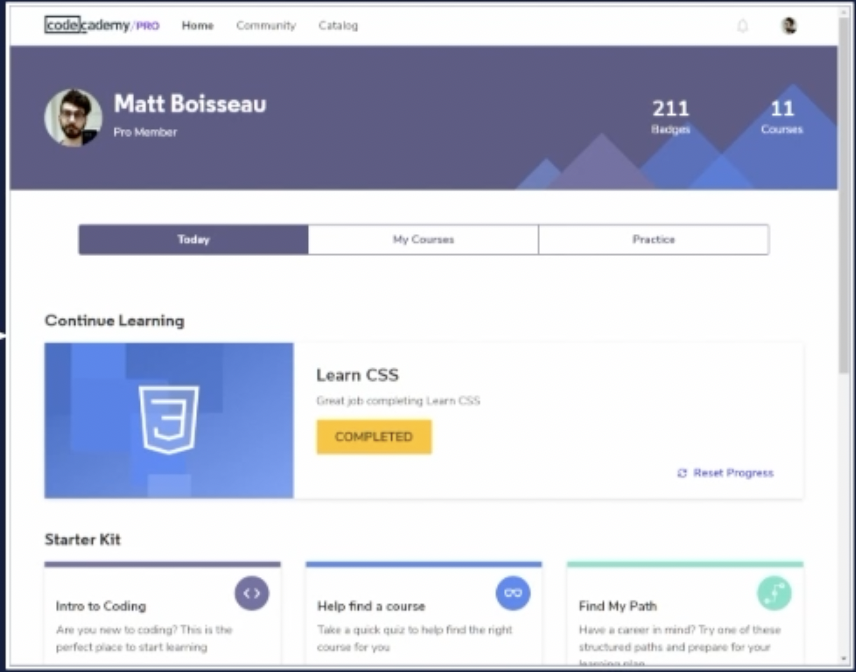 codecademy/PRO Home Community Catalog
Matt Boisseau
Pro Member
211
Badges
11
Courses
Today My Courses Practice
Continue Learning
Learn CSS
Great job completing Learn CSS
COMPLETED
Reset Progress
Starter Kit
Intro to Coding
Are you new to coding? This is the
perfect place to start learning
Help find a course
Take a quick quiz to help find the right
course for you
Find My Path
Have a career in mind? Try one of these
structured paths and prepare for your
learning plan